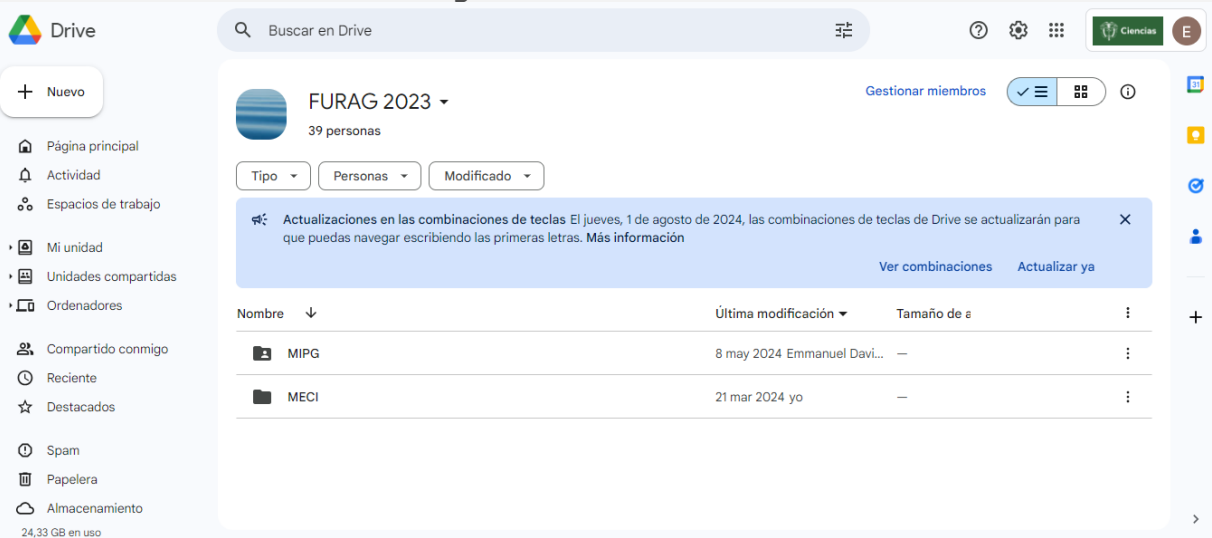 Drive
Buscar en Drive
Ciencias
E
Nuevo
Página principal
Actividad
Espacios de trabajo
Mi unidad
Unidades compartidas
Ordenadores
Compartido conmigo
Reciente
Destacados
Spam
Papelera
Almacenamiento
24,33 GB en uso
FURAG 2023
39 personas
Gestionar miembros
Tipo
Personas
Modificado
Actualizaciones en las combinaciones de teclas El jueves, 1 de agosto de 2024, las combinaciones de teclas de Drive se actualizarán para
que puedas navegar escribiendo las primeras letras. Más información
Ver combinaciones Actualizar ya
Nombre Última modificación Tamaño de a
MIPG 8 may 2024 Emmanuel Davi... —
MECI 21 mar 2024 yo —
31